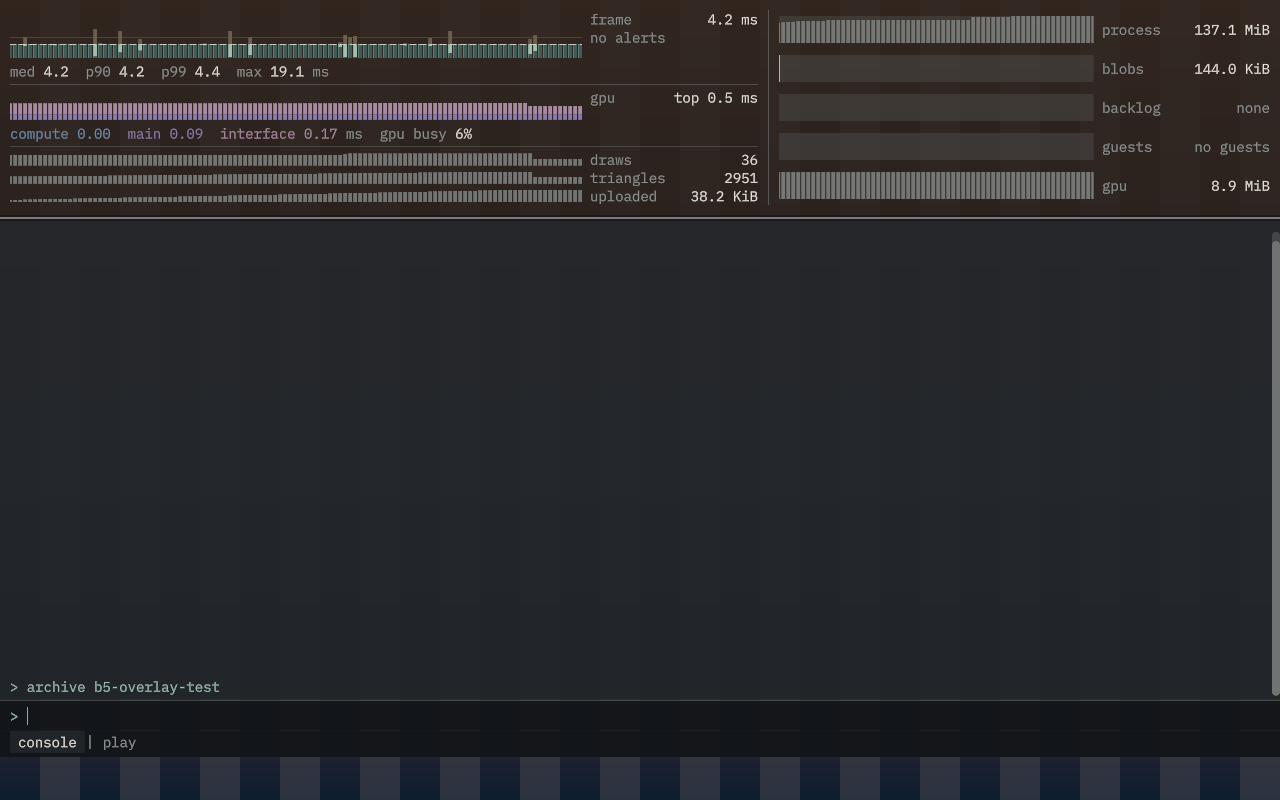 frame 4.2 ms
no alerts
med 4.2 p90 4.2 p99 4.4 max 19.1 ms
gpu top 0.5 ms
compute 0.00 main 0.09 interface 0.17 ms gpu busy 6%
draws 36
triangles 2951
uploaded 38.2 KiB
process 137.1 MiB
blobs 144.0 KiB
backlog none
guests no guests
gpu 8.9 MiB
> archive b5-overlay-test
>
console | play